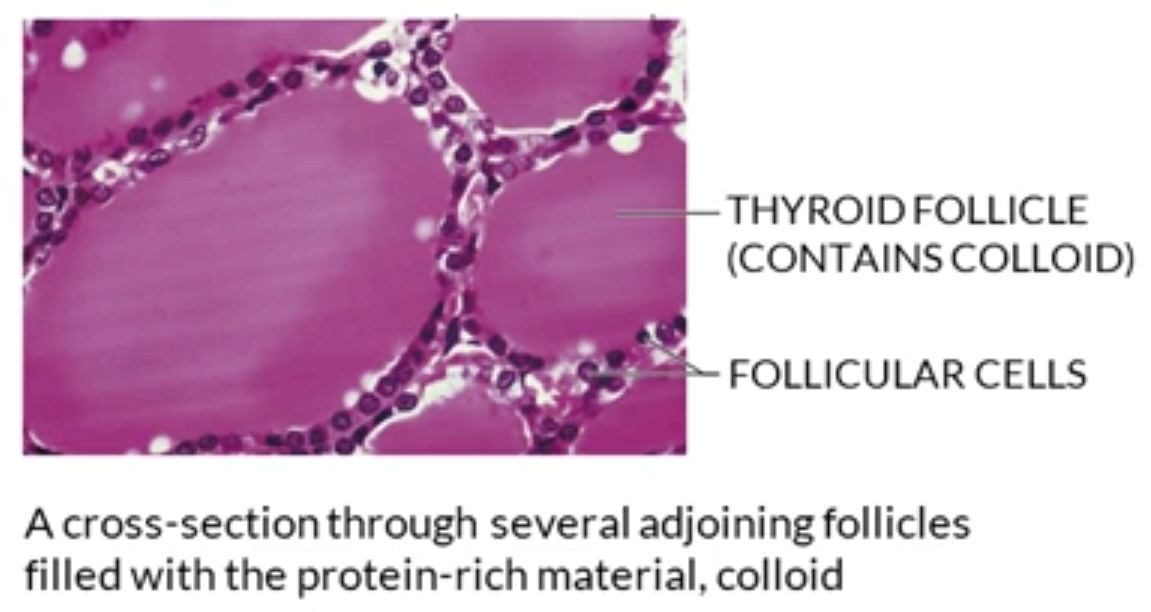 THYROID FOLLICLE
(CONTAINS COLLOID)
FOLLICULAR CELLS
A cross-section through several adjoining follicles
filled with the protein-rich material, colloid